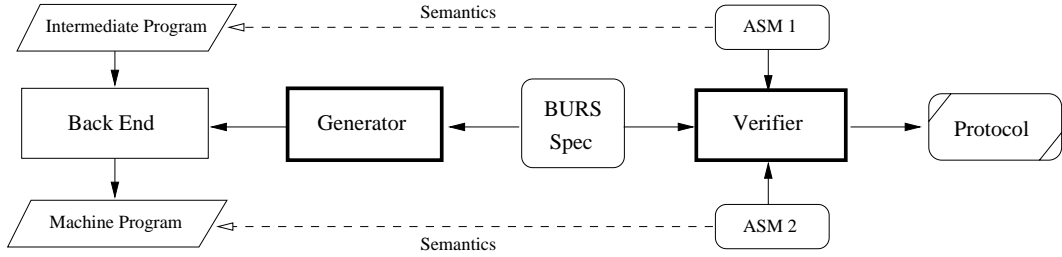 Semantics
Intermediate Program
ASM 1
Back End
Generator
BURS
Spec
Verifier
Protocol
Machine Program
ASM 2
Semantics